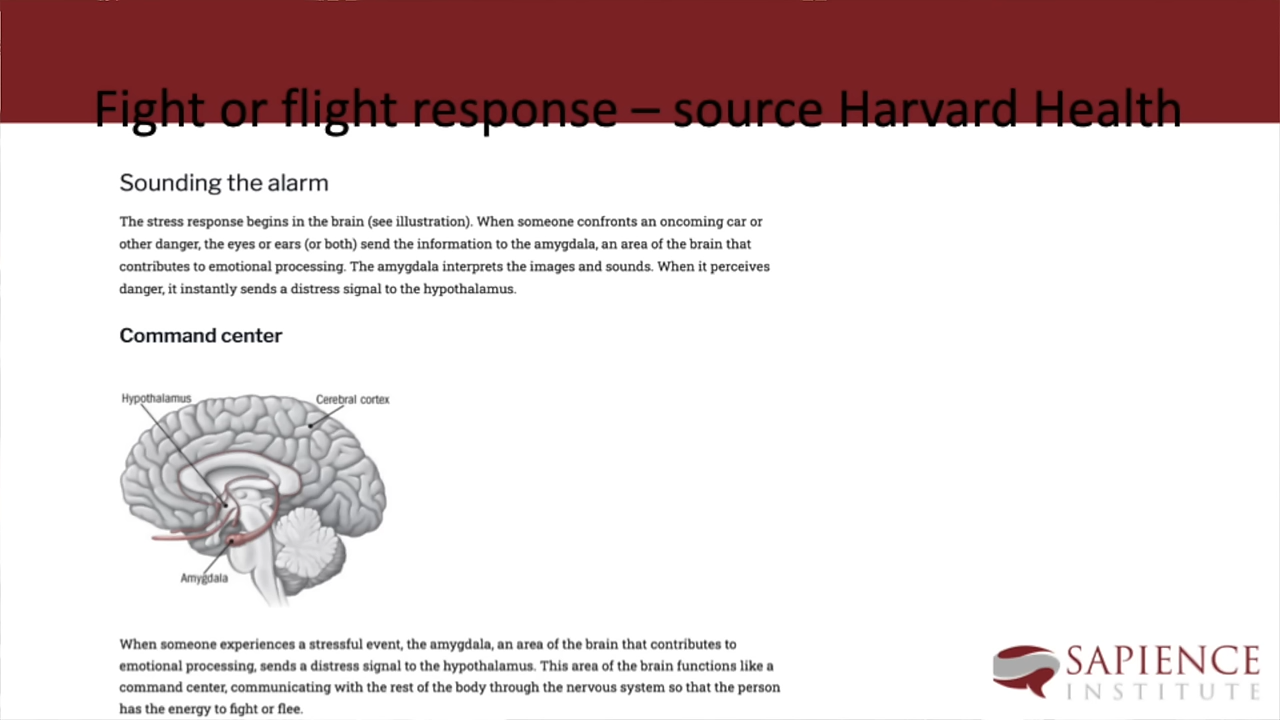 Fight or flight response – source Harvard Health
Sounding the alarm
The stress response begins in the brain (see illustration). When someone confronts an oncoming car or
other danger, the eyes or ears (or both) send the information to the amygdala, an area of the brain that
contributes to emotional processing. The amygdala interprets the images and sounds. When it perceives
danger, it instantly sends a distress signal to the hypothalamus.
Command center
Hypothalamus
Cerebral cortex
Amygdala
When someone experiences a stressful event, the amygdala, an area of the brain that contributes to
emotional processing, sends a distress signal to the hypothalamus. This area of the brain functions like a
command center, communicating with the rest of the body through the nervous system so that the person
has the energy to fight or flee.
SAPIENCE
INSTITUTE